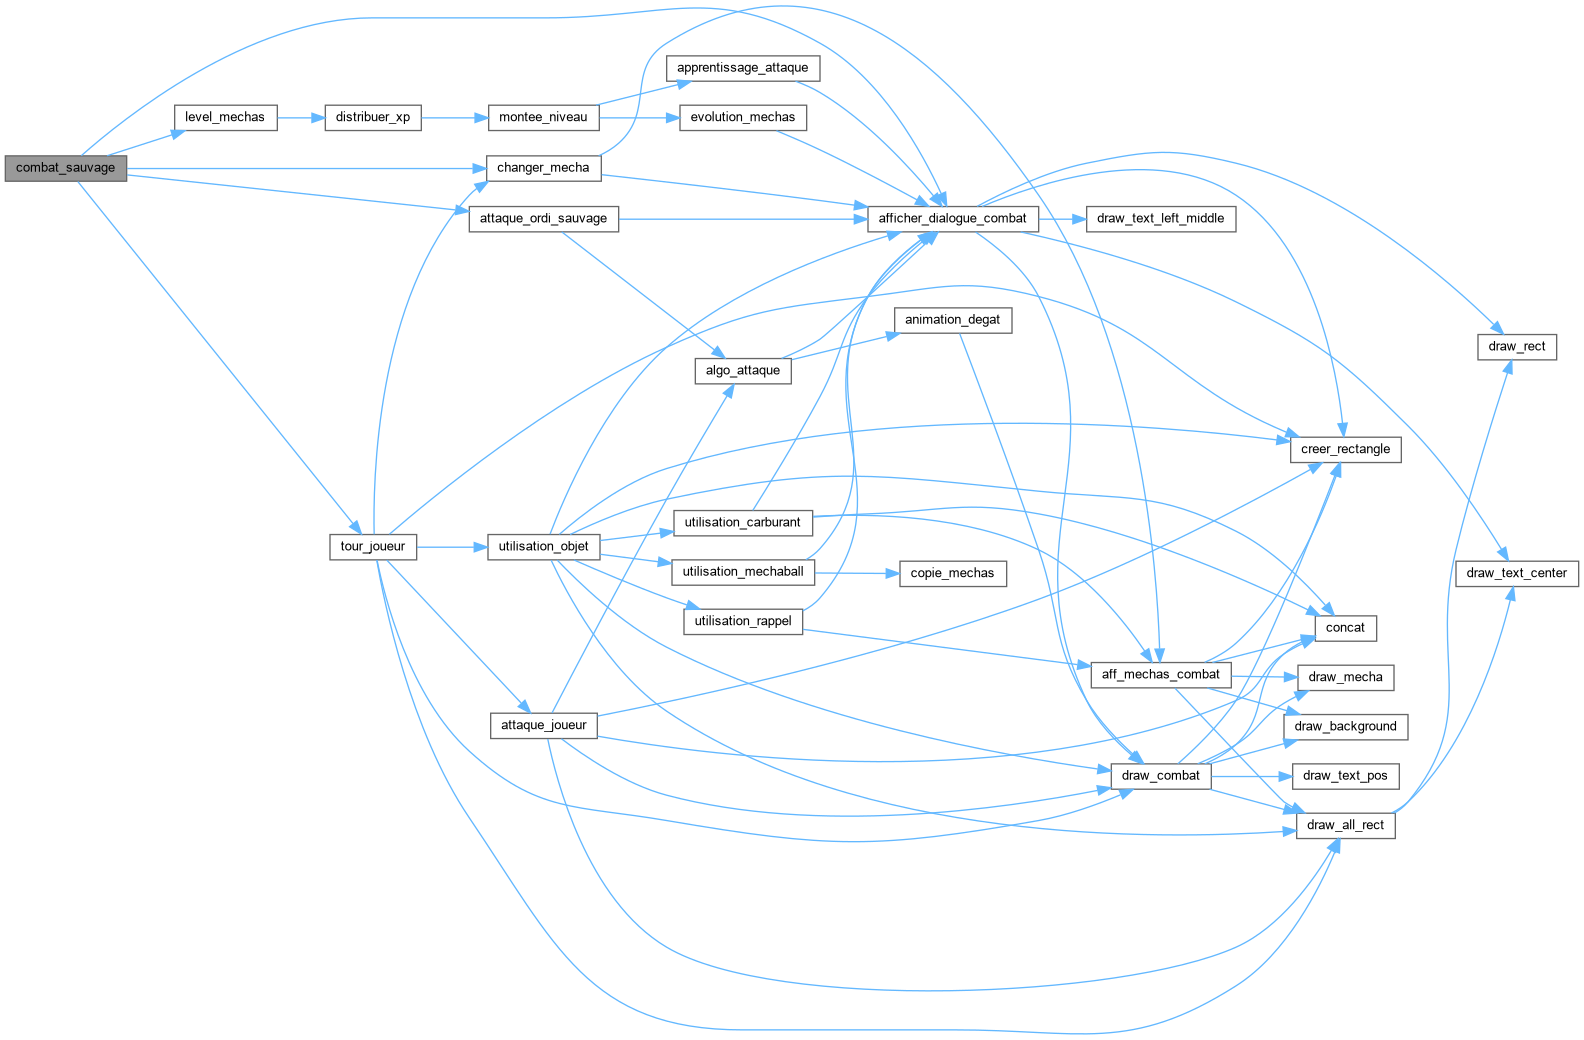 apprentissage_attaque
level_mechas
distribuer_xp
montee_niveau
evolution_mechas
combat_sauvage
changer_mecha
attaque_ordi_sauvage
afficher_dialogue_combat
draw_text_left_middle
animation_degat
draw_rect
algo_attaque
creer_rectangle
utilisation_carburant
tour_joueur
utilisation_objet
utilisation_mechaball
copie_mechas
draw_text_center
utilisation_rappel
concat
aff_mechas_combat
draw_mecha
attaque_joueur
draw_background
draw_combat
draw_text_pos
draw_all_rect